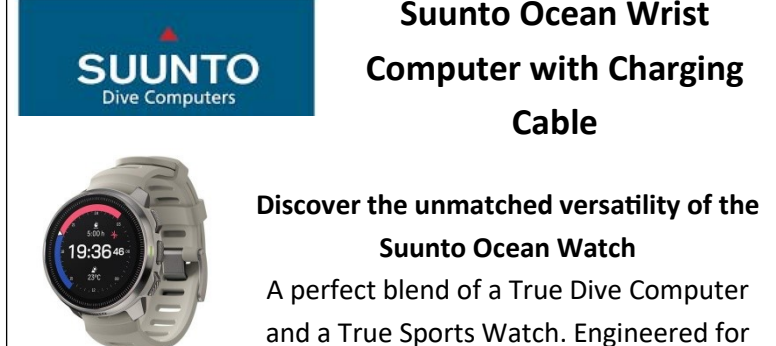 SUUNTO
Dive Computers
Suunto Ocean Wrist
Computer with Charging
Cable
Discover the unmatched versatility of the
Suunto Ocean Watch
A perfect blend of a True Dive Computer
and a True Sports Watch. Engineered for
5:00 h
19:36 46
23°C